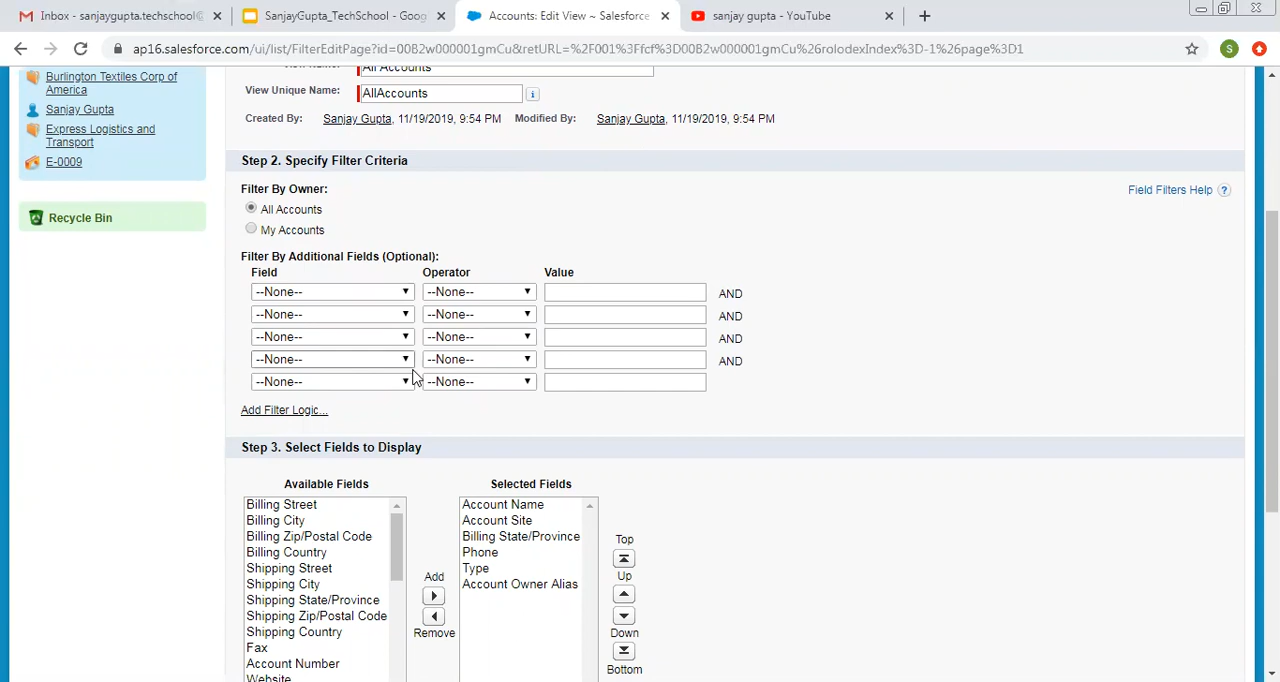 Inbox - sanjaygupta.techschool@
SanjayGupta_TechSchool - Goog
Accounts: Edit View ~ Salesforce
sanjay gupta - YouTube
ap16.salesforce.com/ui/list/FilterEditPage?id=00B2w000001gmCu&retURL=%2F001%3Ffcf%3D00B2w000001gmCu%26rolodexIndex%3D-1%26page%3D1
S
Burlington Textiles Corp of
America
Sanjay Gupta
Express Logistics and
Transport
E-0009
Recycle Bin
All Accounts
View Unique Name: AllAccounts
Created By: Sanjay Gupta, 11/19/2019, 9:54 PM Modified By: Sanjay Gupta, 11/19/2019, 9:54 PM
Step 2. Specify Filter Criteria
Filter By Owner:
Field Filters Help ?
All Accounts
My Accounts
Filter By Additional Fields (Optional):
Field Operator Value
--None-- --None-- AND
--None-- --None-- AND
--None-- --None-- AND
--None-- --None-- AND
--None-- --None--
Add Filter Logic...
Step 3. Select Fields to Display
Available Fields
Billing Street
Billing City
Billing Zip/Postal Code
Billing Country
Shipping Street
Shipping City
Shipping State/Province
Shipping Zip/Postal Code
Shipping Country
Fax
Account Number
Website
Add
Remove
Selected Fields
Account Name
Account Site
Billing State/Province
Phone
Type
Account Owner Alias
Top
Up
Down
Bottom